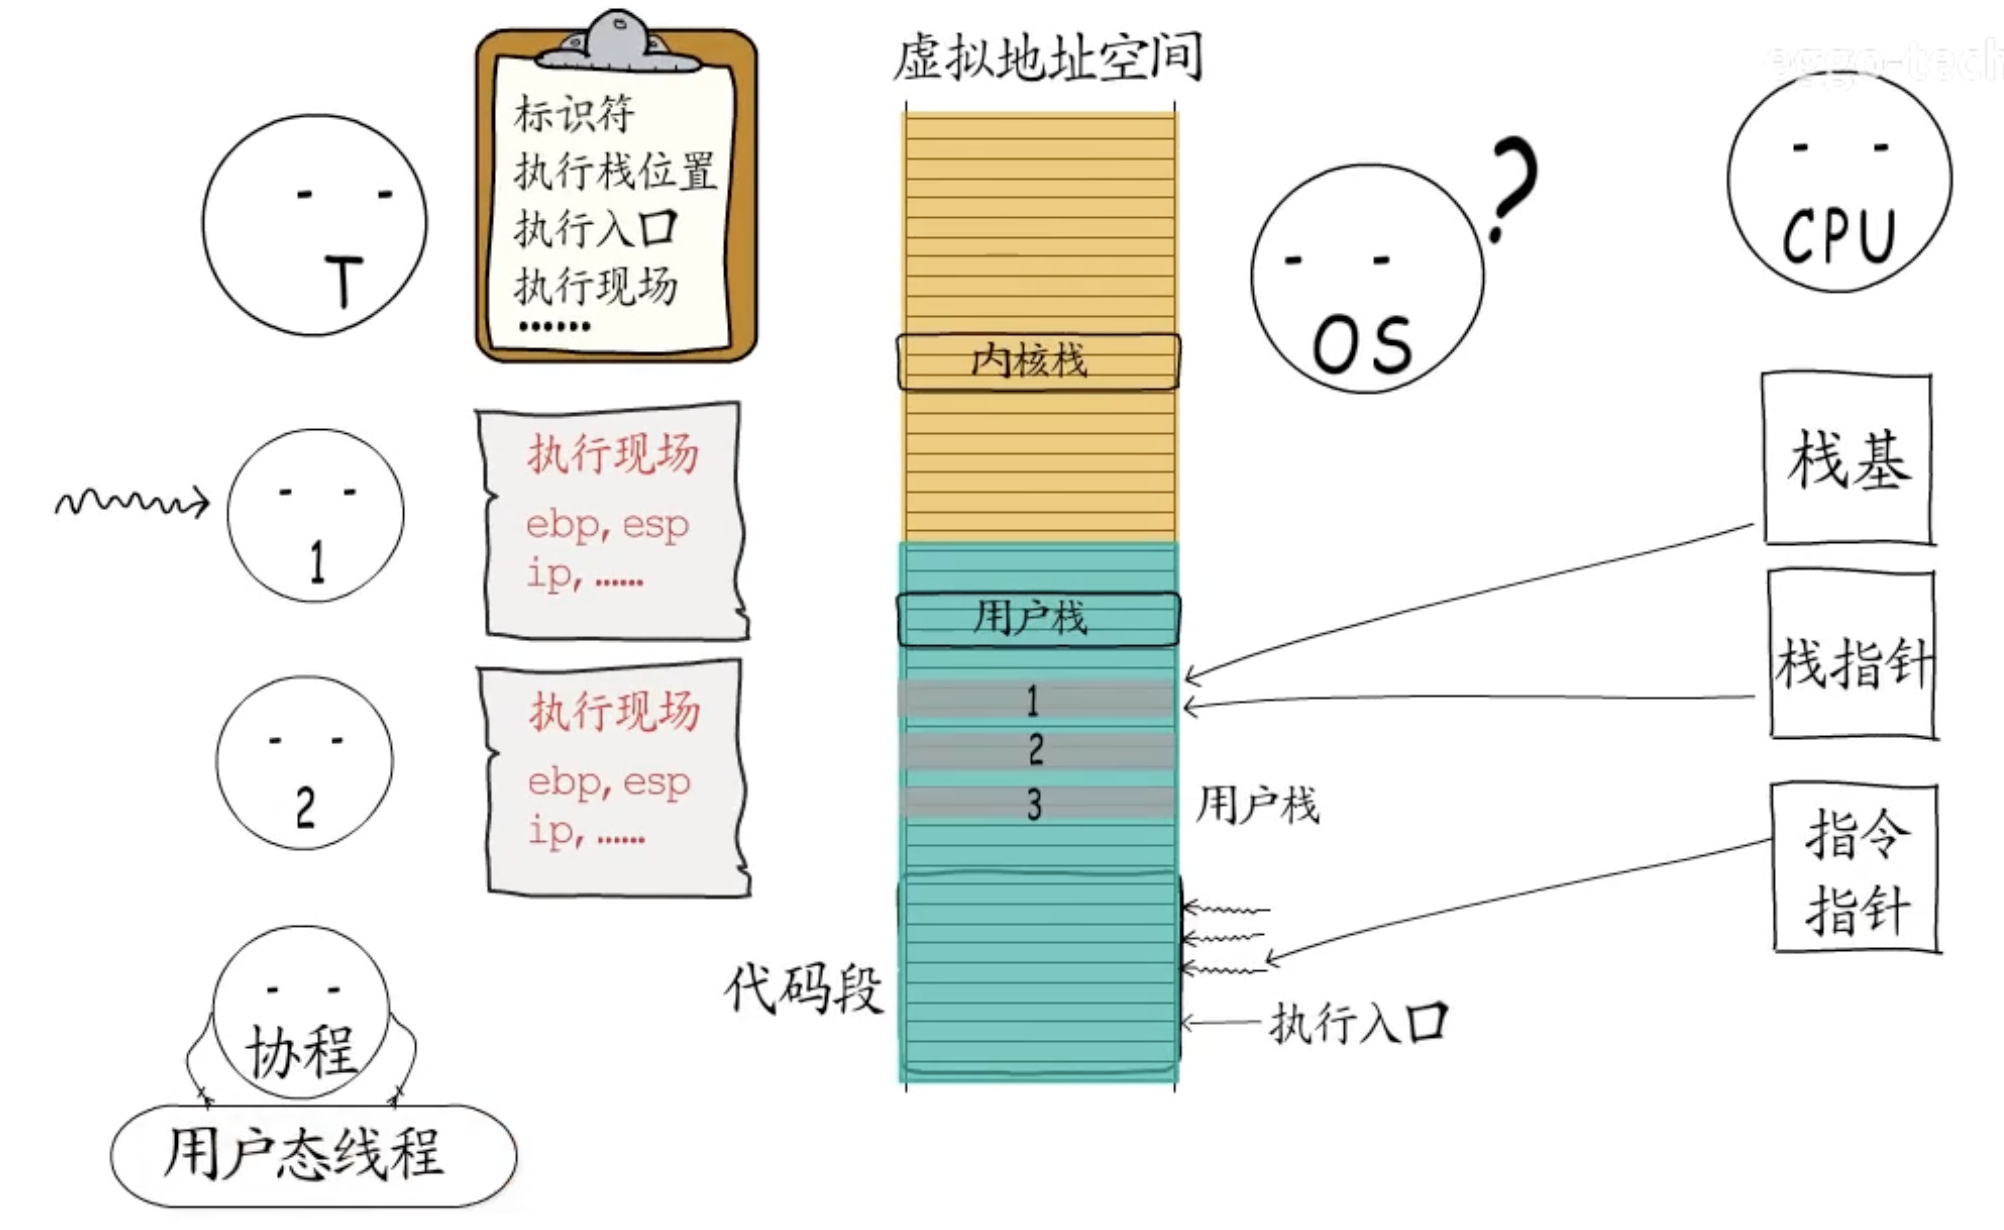 虚拟地址空间
eggo-tech
标识符
执行栈位置
执行入口
执行现场
……
T
内核栈
?
OS
CPU
执行现场
ebp, esp
ip, ……
1
栈基
用户栈
栈指针
执行现场
ebp, esp
ip, ……
2
1
2
3
用户栈
指令
指针
协程
用户态线程
代码段
执行入口